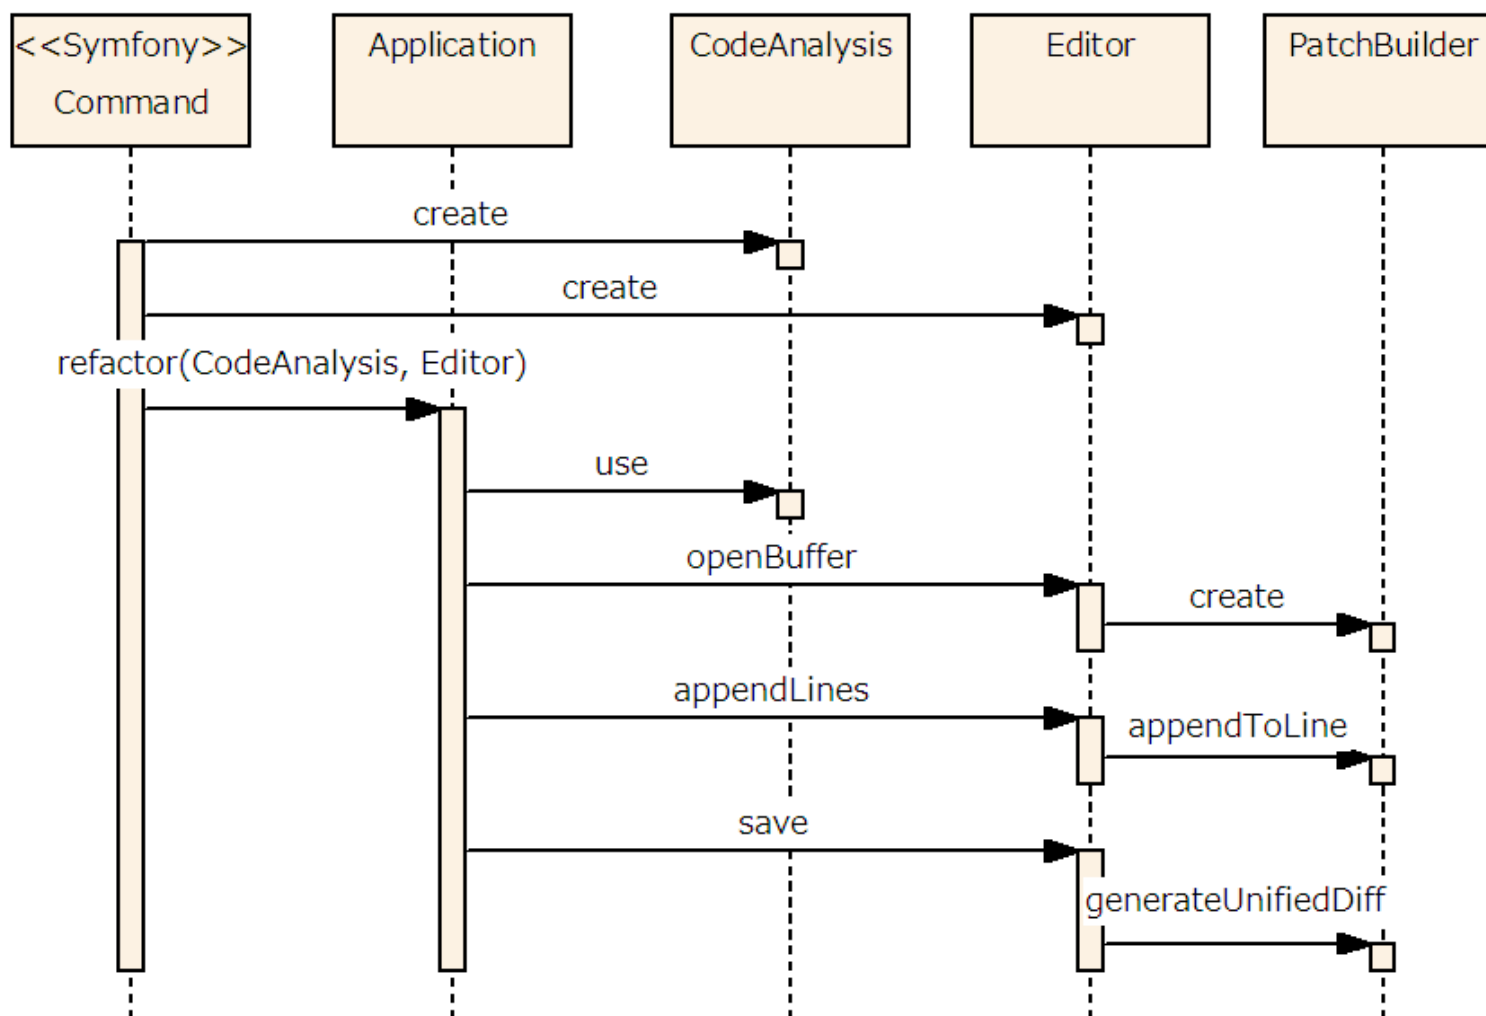 <<Symfony>>
Command
Application
CodeAnalysis
Editor
PatchBuilder
create
create
refactor(CodeAnalysis, Editor)
use
openBuffer
create
appendLines
appendToLine
save
generateUnifiedDiff